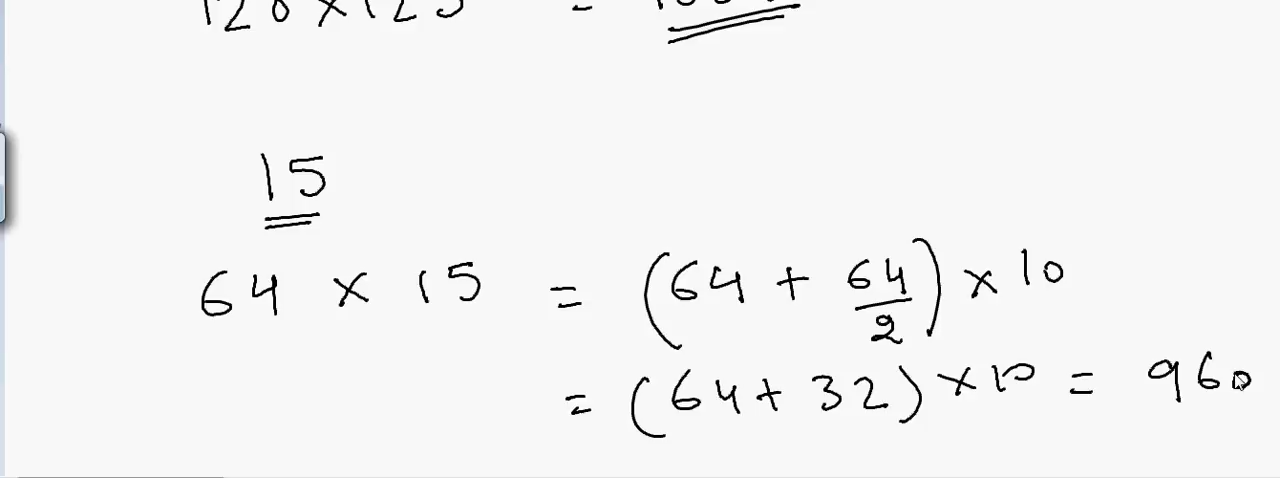 15
64 × 15 = (64 + 64/2) × 10
= (64 + 32) × 10 = 960